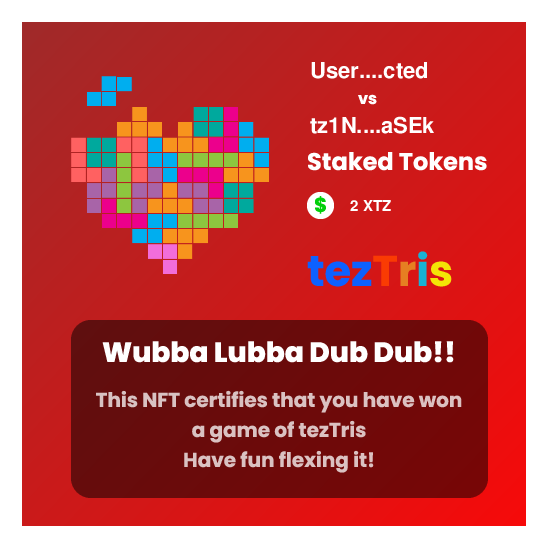 User....cted
vs
tz1N....aSEk
Staked Tokens
$ 2 XTZ
tezTris
Wubba Lubba Dub Dub!!
This NFT certifies that you have won
a game of tezTris
Have fun flexing it!